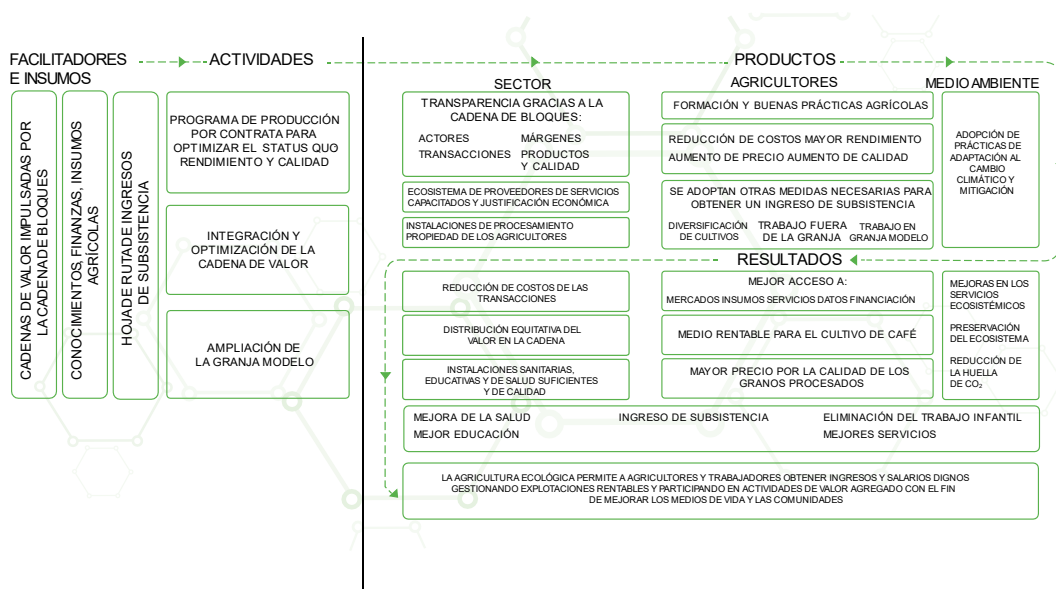 FACILITADORES
E INSUMOS
ACTIVIDADES
PRODUCTOS
CADENAS DE VALOR IMPULSADAS POR
LA CADENA DE BLOQUES
CONOCIMIENTOS, FINANZAS, INSUMOS
AGRÍCOLAS
HOJA DE RUTA DE INGRESOS
DE SUBSISTENCIA
PROGRAMA DE PRODUCCIÓN
POR CONTRATA PARA
OPTIMIZAR EL STATUS QUO
RENDIMIENTO Y CALIDAD
INTEGRACIÓN Y
OPTIMIZACIÓN DE LA
CADENA DE VALOR
AMPLIACIÓN DE
LA GRANJA MODELO
SECTOR
TRANSPARENCIA GRACIAS A LA
CADENA DE BLOQUES:
ACTORES MÁRGENES
TRANSACCIONES PRODUCTOS
Y CALIDAD
ECOSISTEMA DE PROVEEDORES DE SERVICIOS
CAPACITADOS Y JUSTIFICACIÓN ECONÓMICA
INSTALACIONES DE PROCESAMIENTO
PROPIEDAD DE LOS AGRICULTORES
AGRICULTORES
FORMACIÓN Y BUENAS PRÁCTICAS AGRÍCOLAS
REDUCCIÓN DE COSTOS MAYOR RENDIMIENTO
AUMENTO DE PRECIO AUMENTO DE CALIDAD
SE ADOPTAN OTRAS MEDIDAS NECESARIAS PARA
OBTENER UN INGRESO DE SUBSISTENCIA
DIVERSIFICACIÓN
DE CULTIVOS
TRABAJO FUERA
DE LA GRANJA
TRABAJO EN
GRANJA MODELO
MEDIO AMBIENTE
ADOPCIÓN DE
PRÁCTICAS DE
ADAPTACIÓN AL
CAMBIO
CLIMÁTICO Y
MITIGACIÓN
RESULTADOS
REDUCCIÓN DE COSTOS DE LAS
TRANSACCIONES
DISTRIBUCIÓN EQUITATIVA DEL
VALOR EN LA CADENA
INSTALACIONES SANITARIAS,
EDUCATIVAS Y DE SALUD SUFICIENTES
Y DE CALIDAD
MEJOR ACCESO A:
MERCADOS INSUMOS SERVICIOS DATOS FINANCIACIÓN
MEDIO RENTABLE PARA EL CULTIVO DE CAFÉ
MAYOR PRECIO POR LA CALIDAD DE LOS
GRANOS PROCESADOS
MEJORAS EN LOS
SERVICIOS
ECOSISTÉMICOS
PRESERVACIÓN
DEL ECOSISTEMA
REDUCCIÓN DE
LA HUELLA
DE CO₂
MEJORA DE LA SALUD INGRESO DE SUBSISTENCIA ELIMINACIÓN DEL TRABAJO INFANTIL
MEJOR EDUCACIÓN MEJORES SERVICIOS
LA AGRICULTURA ECOLÓGICA PERMITE A AGRICULTORES Y TRABAJADORES OBTENER INGRESOS Y SALARIOS DIGNOS
GESTIONANDO EXPLOTACIONES RENTABLES Y PARTICIPANDO EN ACTIVIDADES DE VALOR AGREGADO CON EL FIN
DE MEJORAR LOS MEDIOS DE VIDA Y LAS COMUNIDADES